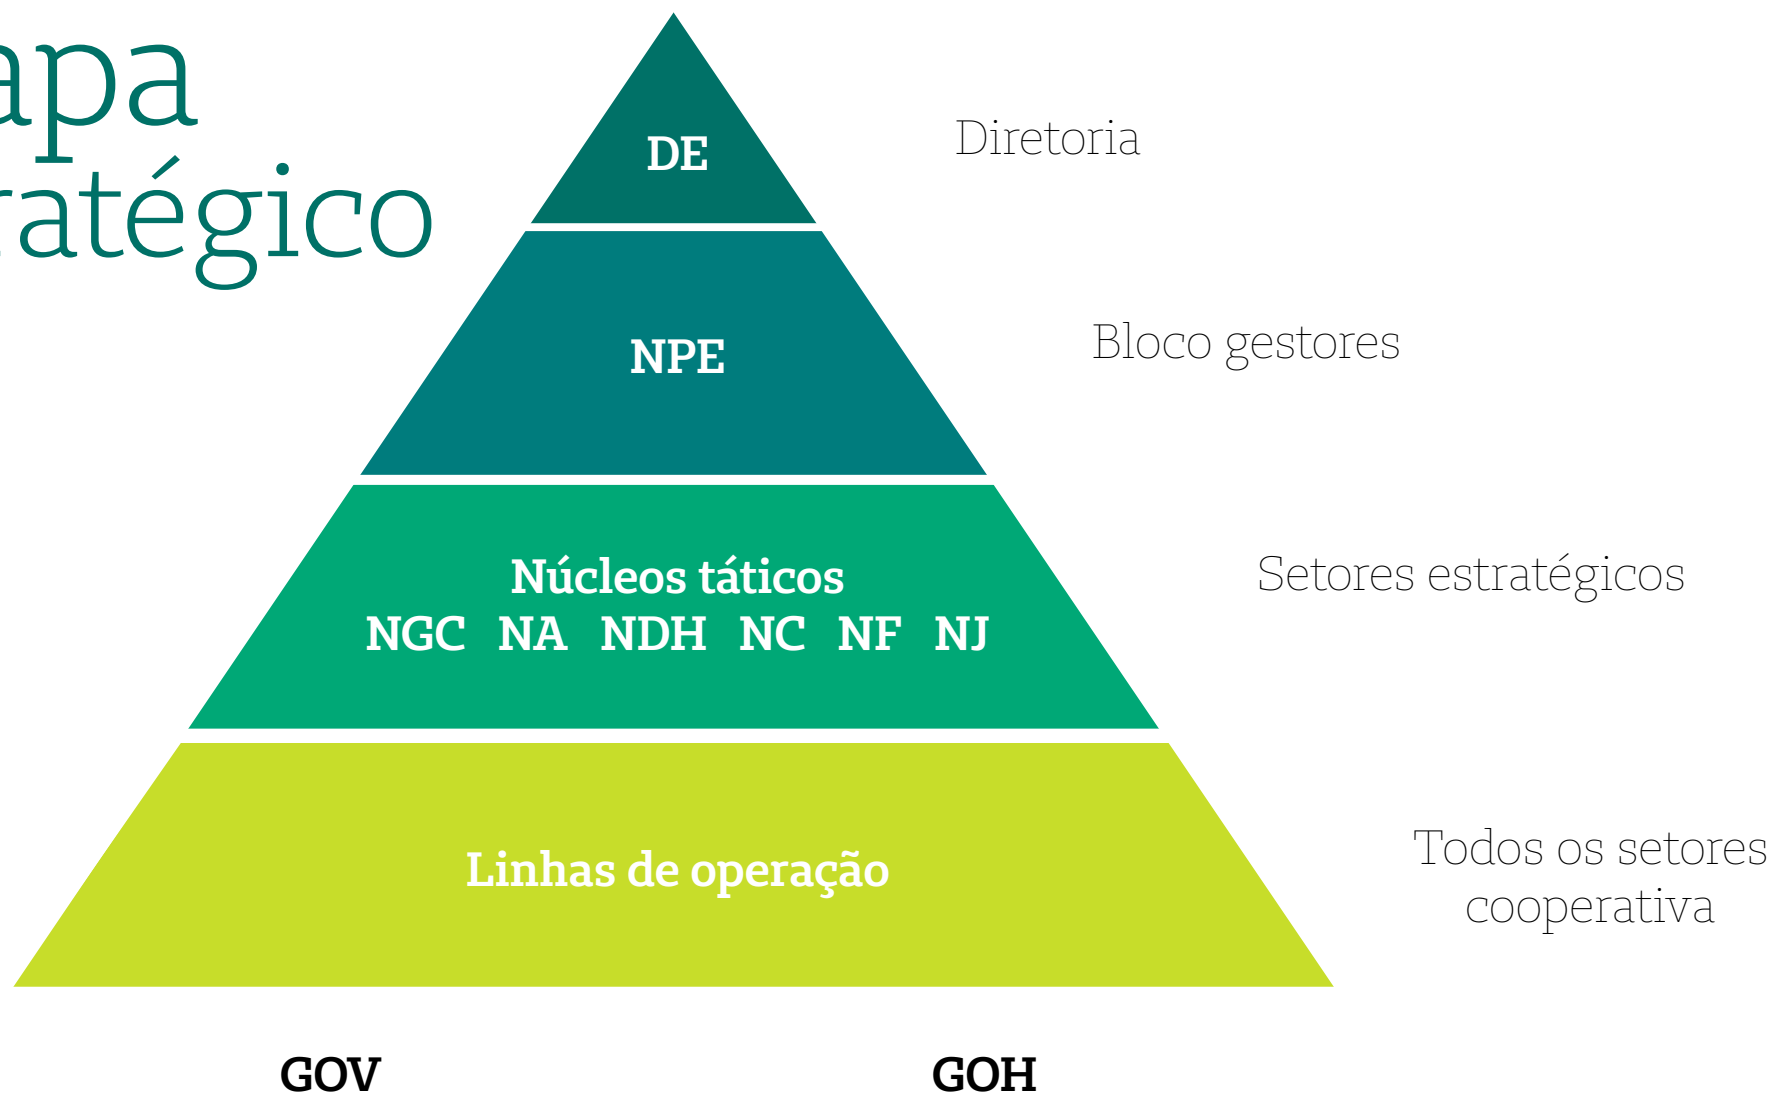 apa
ratégico
DE
Diretoria
NPE
Bloco gestores
Núcleos táticos
NGC NA NDH NC NF NJ
Setores estratégicos
Linhas de operação
Todos os setores
cooperativa
GOV GOH